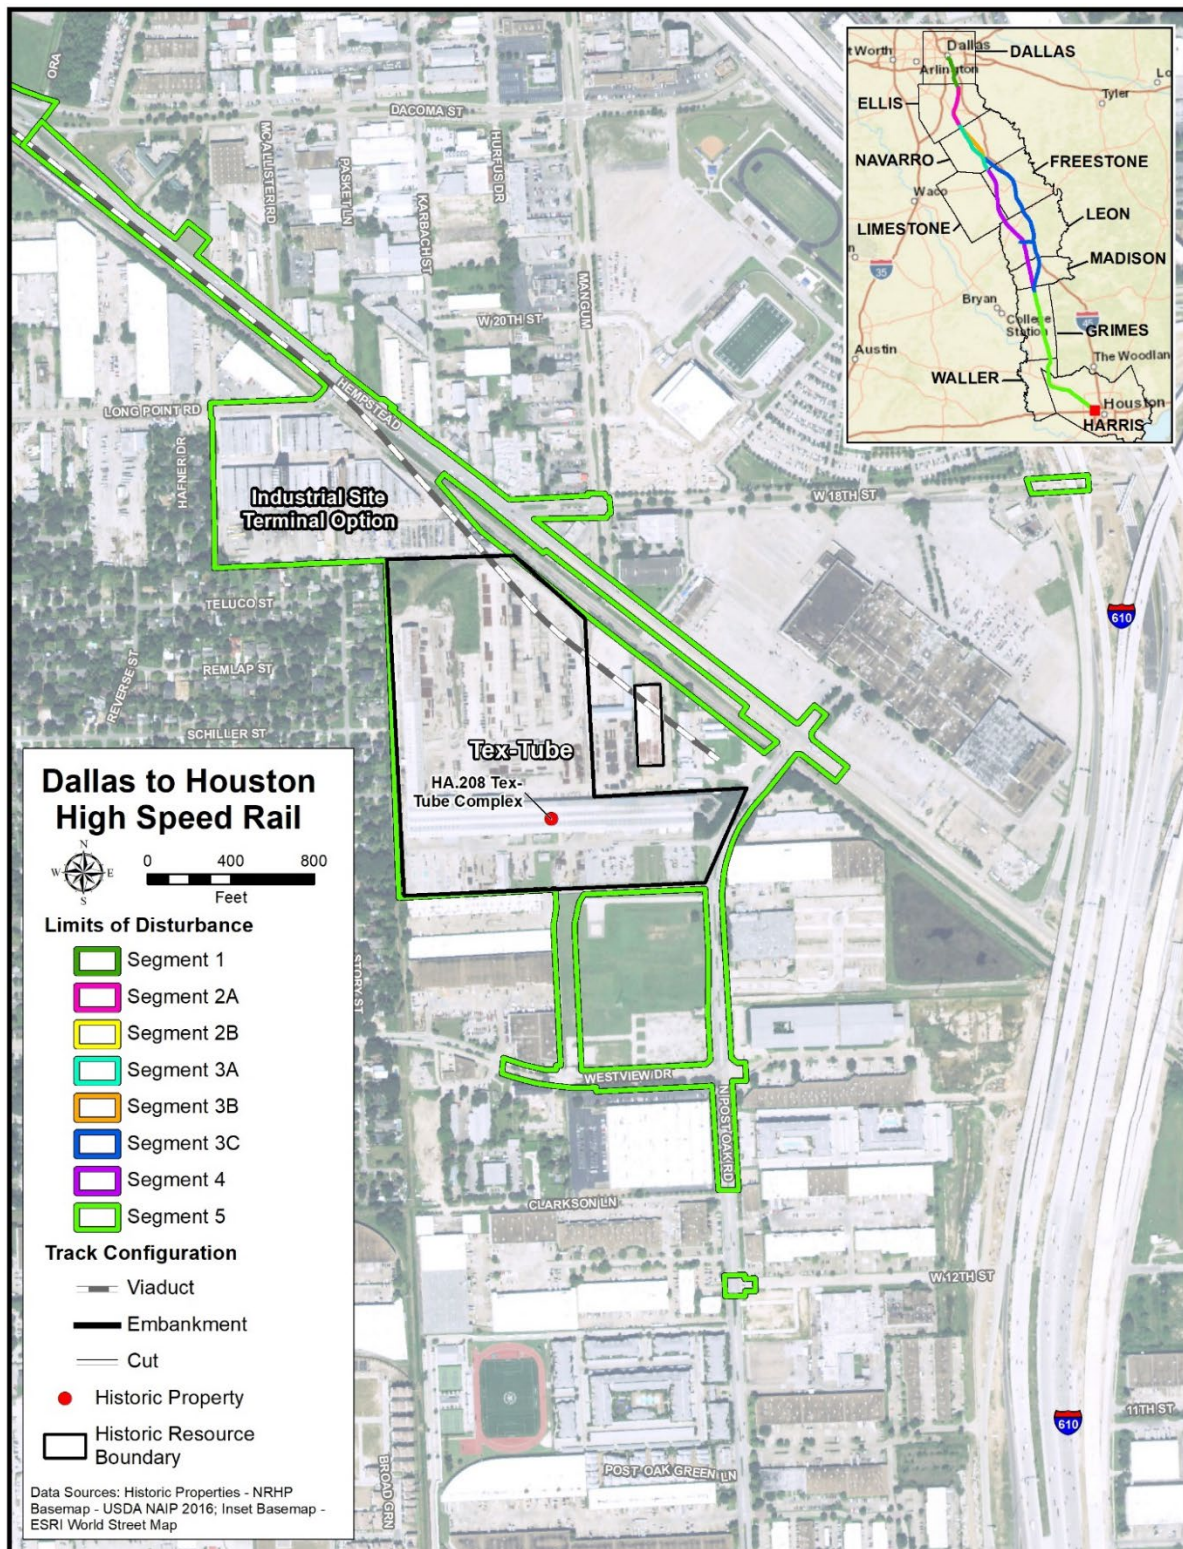 ORA
DACOMA ST
MCALLISTER RD
PASKET LN
KARBACH ST
HURFUS DR
MANGUM
W 20TH ST
HEMPSTEAD
LONG POINT RD
HAFNER DR
Industrial Site
Terminal Option
W 18TH ST
TELUCO ST
REMLAP ST
REVERSE ST
SCHILLER ST
610
Tex-Tube
HA.208 Tex-
Tube Complex
STORY ST
WESTVIEW DR
N POST OAK RD
CLARKSON LN
W 12TH ST
11TH ST
610
POST OAK GREEN LN
BROAD GRN
Dallas
DALLAS
rt Worth
Arlington
Lo
Tyler
ELLIS
NAVARRO
FREESTONE
Waco
LEON
LIMESTONE
n
35
MADISON
Bryan
College
Station
45
GRIMES
Austin
The Woodlan
WALLER
Houston
HARRIS
Dallas to Houston
High Speed Rail
N
W E
S
0 400 800
Feet
Limits of Disturbance
Segment 1
Segment 2A
Segment 2B
Segment 3A
Segment 3B
Segment 3C
Segment 4
Segment 5
Track Configuration
Viaduct
Embankment
Cut
Historic Property
Historic Resource
Boundary
Data Sources: Historic Properties - NRHP
Basemap - USDA NAIP 2016; Inset Basemap -
ESRI World Street Map